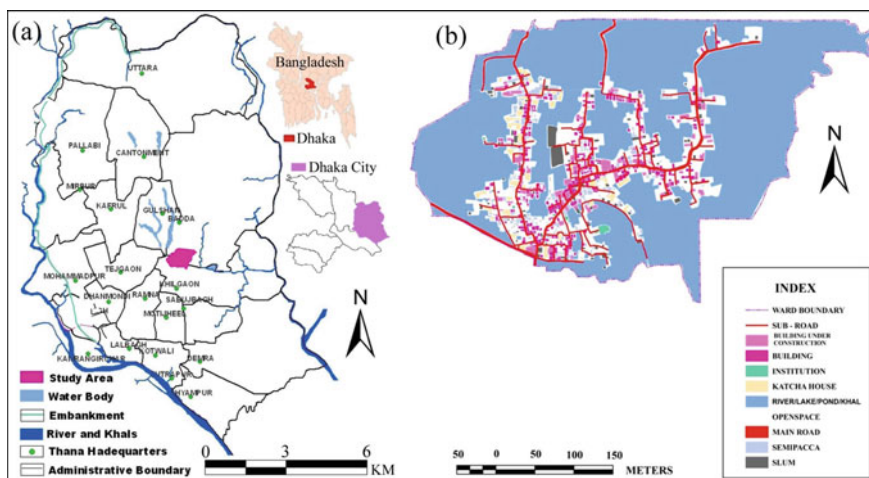 (a)
UTTARA
PALLABI
CANTONMENT
MIRPUR
KAFRUL
GULSHAN
BADDA
MOHAMMADPUR
TEJGAON
KHILGAON
DHANMONDI
RAMNA
SABUJBAGH
MOTIJHEEL
LALBAGH
KOTWALI
KAMRANGIRCHAR
DEMRA
SUTRAPUR
SHYAMPUR
Bangladesh
Dhaka
Dhaka City
N
Study Area
Water Body
Embankment
River and Khals
Thana Hadequarters
Administrative Boundary
0 3 6
KM
(b)
N
INDEX
WARD BOUNDARY
SUB - ROAD
BUILDING UNDER
CONSTRUCTION
BUILDING
INSTITUTION
KATCHA HOUSE
RIVER/LAKE/POND/KHAL
OPENSPACE
MAIN ROAD
SEMIPACCA
SLUM
50 0 50 100 150
METERS